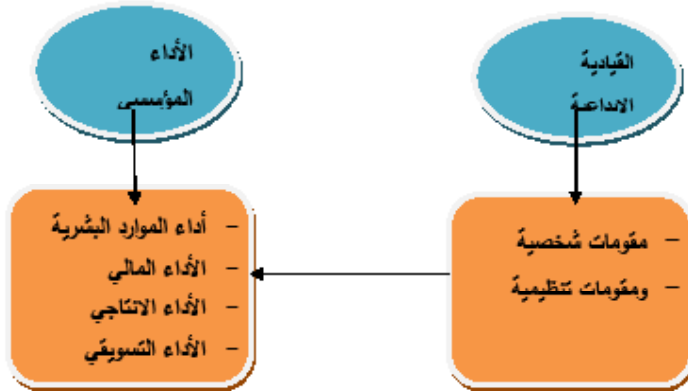 القيادية
الابداعية
- مقومات شخصية
- ومقومات تنظيمية
الأداء
المؤسسي
- أداء الموارد البشرية
- الأداء المالي
- الأداء الانتاجي
- الأداء التسويقي